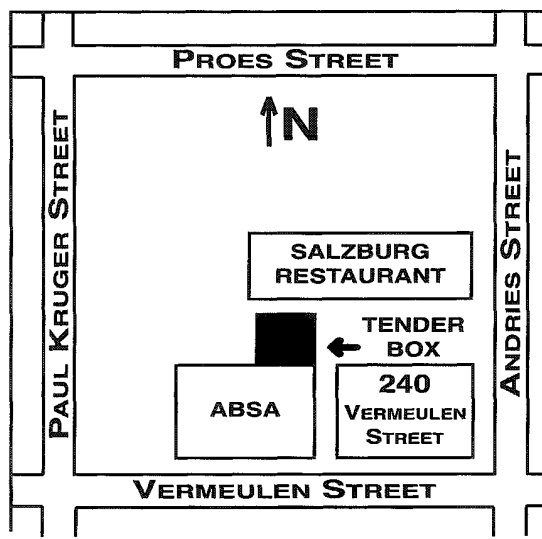 PROES STREET
N
PAUL KRUGER STREET
ANDRIES STREET
SALZBURG
RESTAURANT
TENDER
BOX
ABSA
240
VERMEULEN
STREET
VERMEULEN STREET